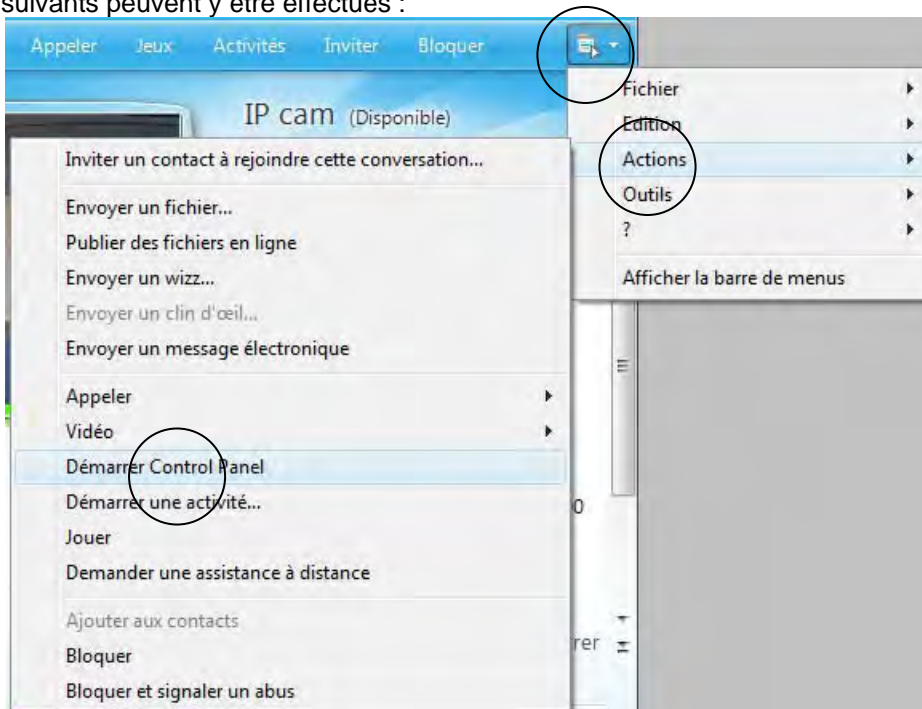 suivants peuvent y être effectués :
Appeler Jeux Activités Inviter Bloquer
IP cam (Disponible)
Fichier
Edition
Actions
Outils
?
Afficher la barre de menus
Inviter un contact à rejoindre cette conversation...
Envoyer un fichier...
Publier des fichiers en ligne
Envoyer un wizz...
Envoyer un clin d'œil...
Envoyer un message électronique
Appeler
Vidéo
Démarrer Control Panel
Démarrer une activité...
Jouer
Demander une assistance à distance
Ajouter aux contacts
Bloquer
Bloquer et signaler un abus
0
rer